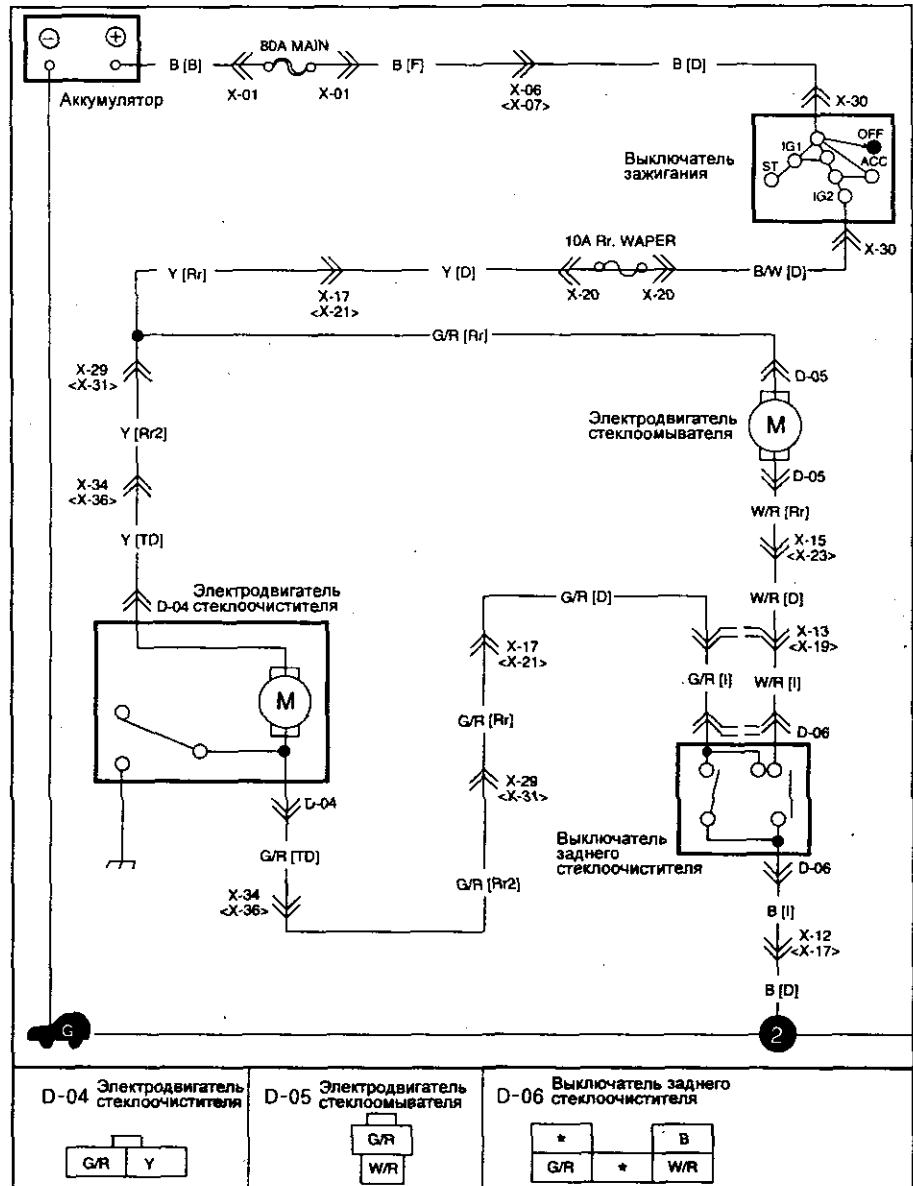 ⊖ ⊕
Аккумулятор
B [B]
80A MAIN
X-01
X-01
B [F]
X-06
<X-07>
B [D]
X-30
Выключатель
зажигания
OFF
ACC
IG1
ST
IG2
X-30
10A Rr. WAPER
Y [Rr]
X-17
<X-21>
Y [D]
X-20
X-20
B/W [D]
G/R [Rr]
X-29
<X-31>
D-05
Y [Rr2]
Электродвигатель
стеклоомывателя
M
X-34
<X-36>
D-05
W/R [Rr]
Y [TD]
X-15
<X-23>
Электродвигатель
D-04 стеклоочистителя
G/R [D]
W/R [D]
X-17
<X-21>
X-13
<X-19>
M
G/R [I]
W/R [I]
G/R [Rr]
D-06
X-29
<X-31>
D-04
Выключатель
заднего
стеклоочистителя
G/R [TD]
D-06
G/R [Rr2]
X-34
<X-36>
B [I]
X-12
<X-17>
B [D]
G
2
D-04 Электродвигатель
стеклоочистителя
G/R Y
D-05 Электродвигатель
стеклоомывателя
G/R
W/R
D-06 Выключатель заднего
стеклоочистителя
* B
G/R * W/R